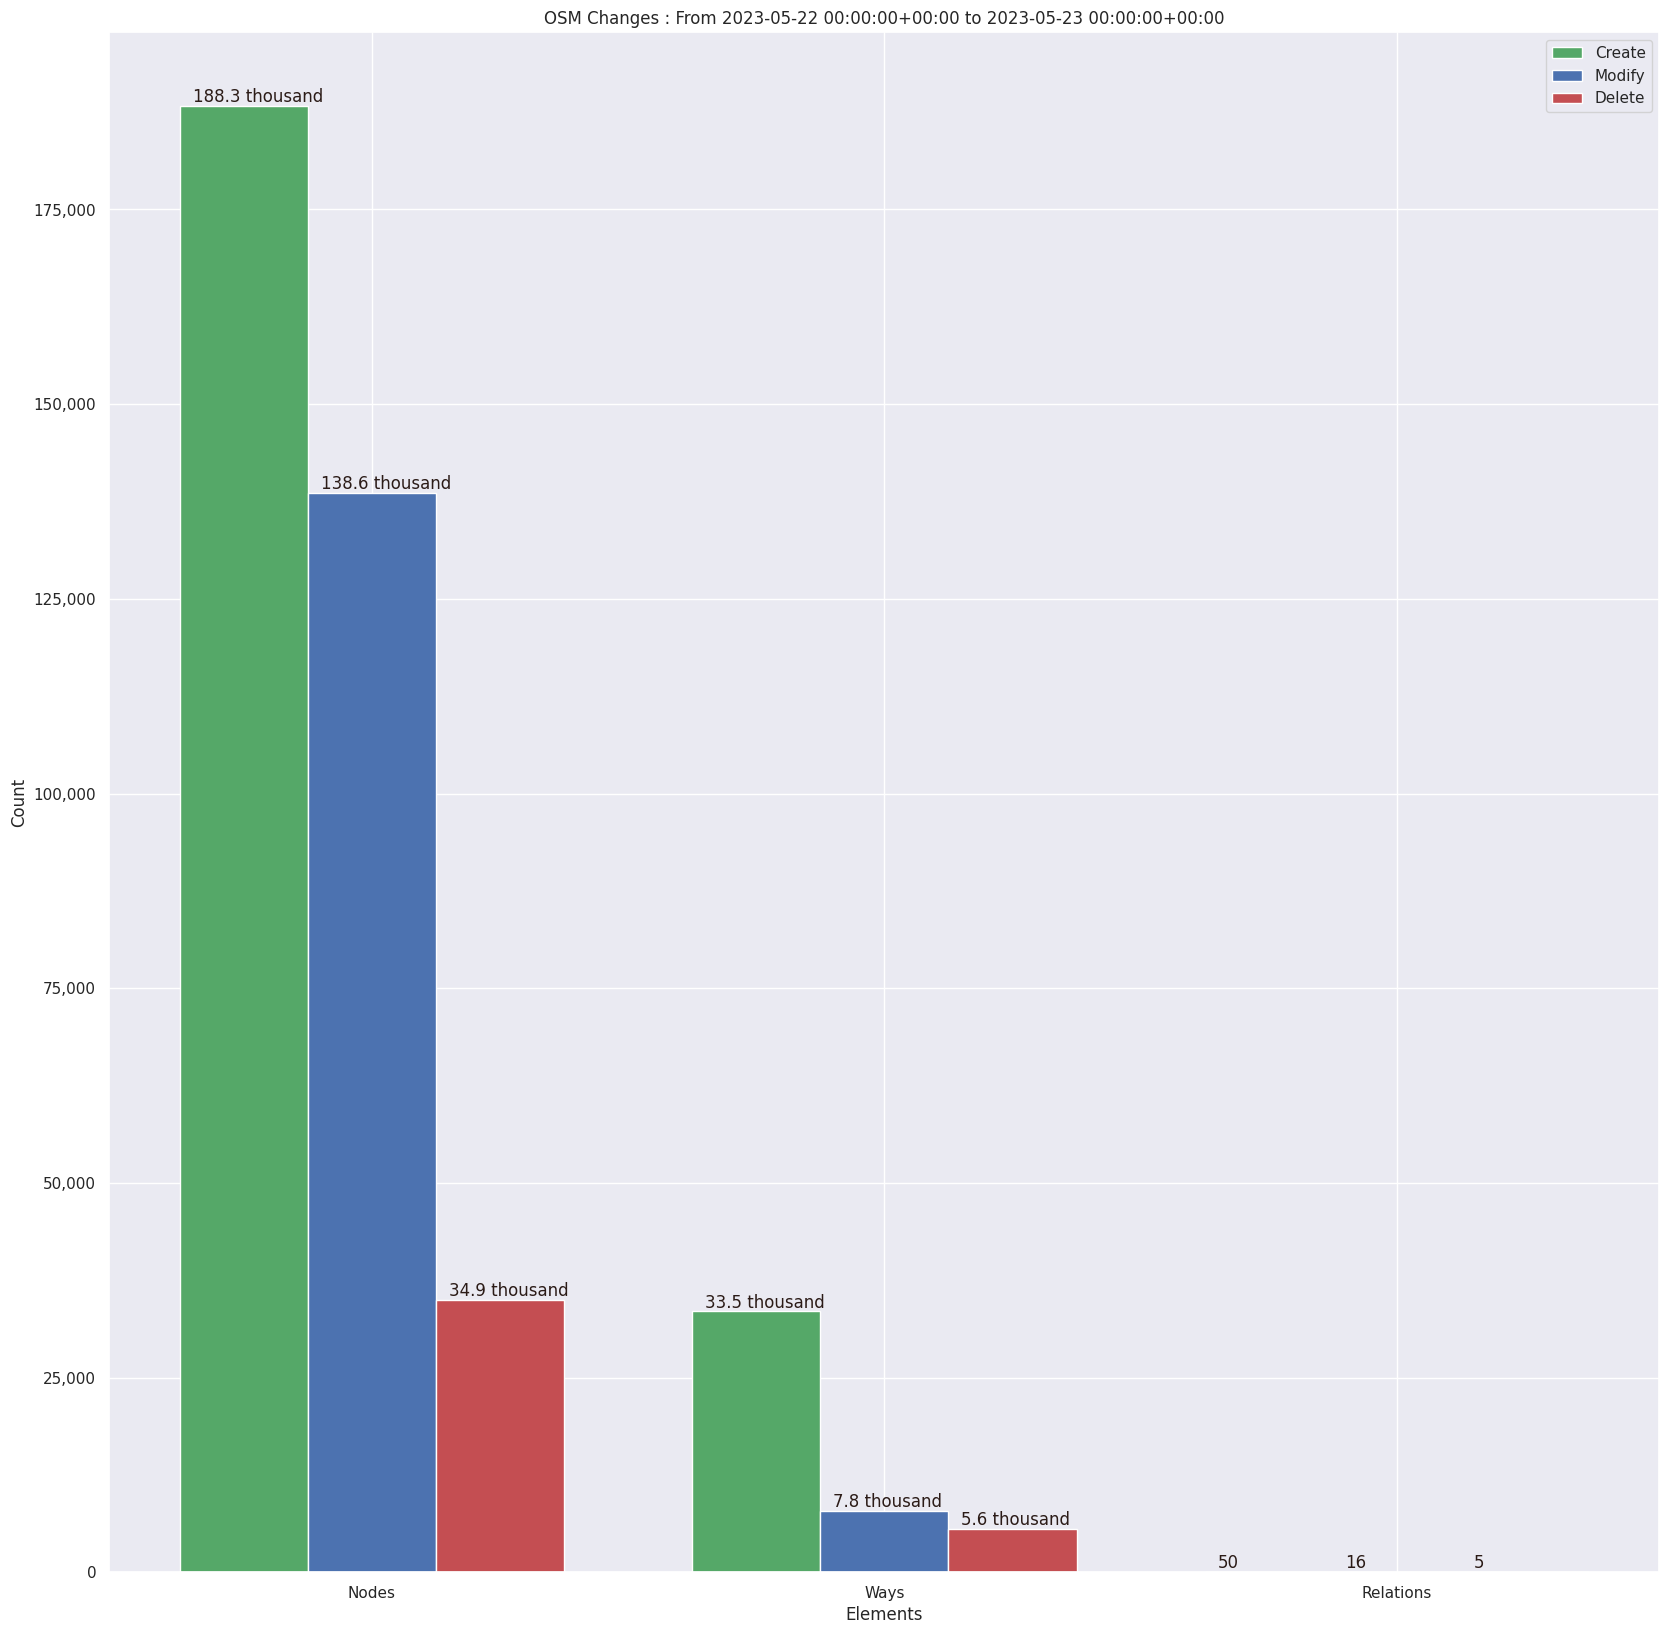 OSM Changes : From 2023-05-22 00:00:00+00:00 to 2023-05-23 00:00:00+00:00
Create
Modify
Delete
188.3 thousand
175,000
150,000
138.6 thousand
125,000
100,000
Count
75,000
50,000
34.9 thousand
33.5 thousand
25,000
7.8 thousand
5.6 thousand
50
16
5
0
Nodes
Ways
Relations
Elements